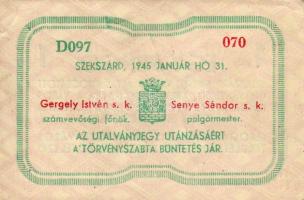 D097 070
SZEKSZARD, 1945 JANUÁR HÓ 31.
Gergely István s. k. Senye Sándor s. k.
számvevőségi főnök. polgármester.
AZ UTALVÁNYJEGY UTÁNZÁSÁÉRT
A TÖRVÉNYSZABTA BÜNTETÉS JÁR.